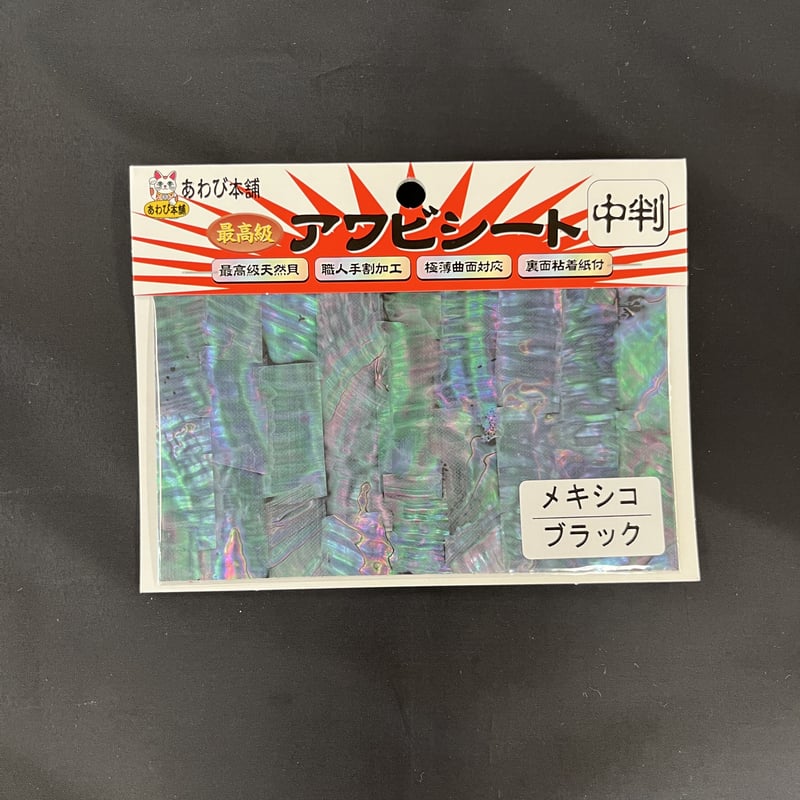 あわび本舗
あわび本舗
最高級
アワビシート
中判
最高級天然貝
職人手割加工
極薄曲面対応
裏面粘着紙付
メキシコ
ブラック